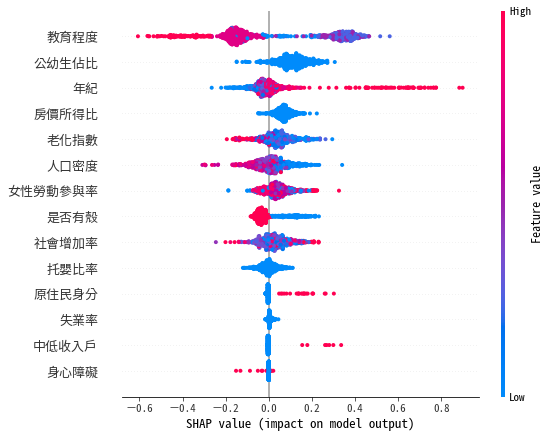 High
教育程度
公幼生佔比
年紀
房價所得比
老化指數
人口密度
女性勞動參與率
是否有殼
社會增加率
托嬰比率
原住民身分
失業率
中低收入戶
身心障礙
Feature value
Low
−0.6 −0.4 −0.2 0.0 0.2 0.4 0.6 0.8
SHAP value (impact on model output)